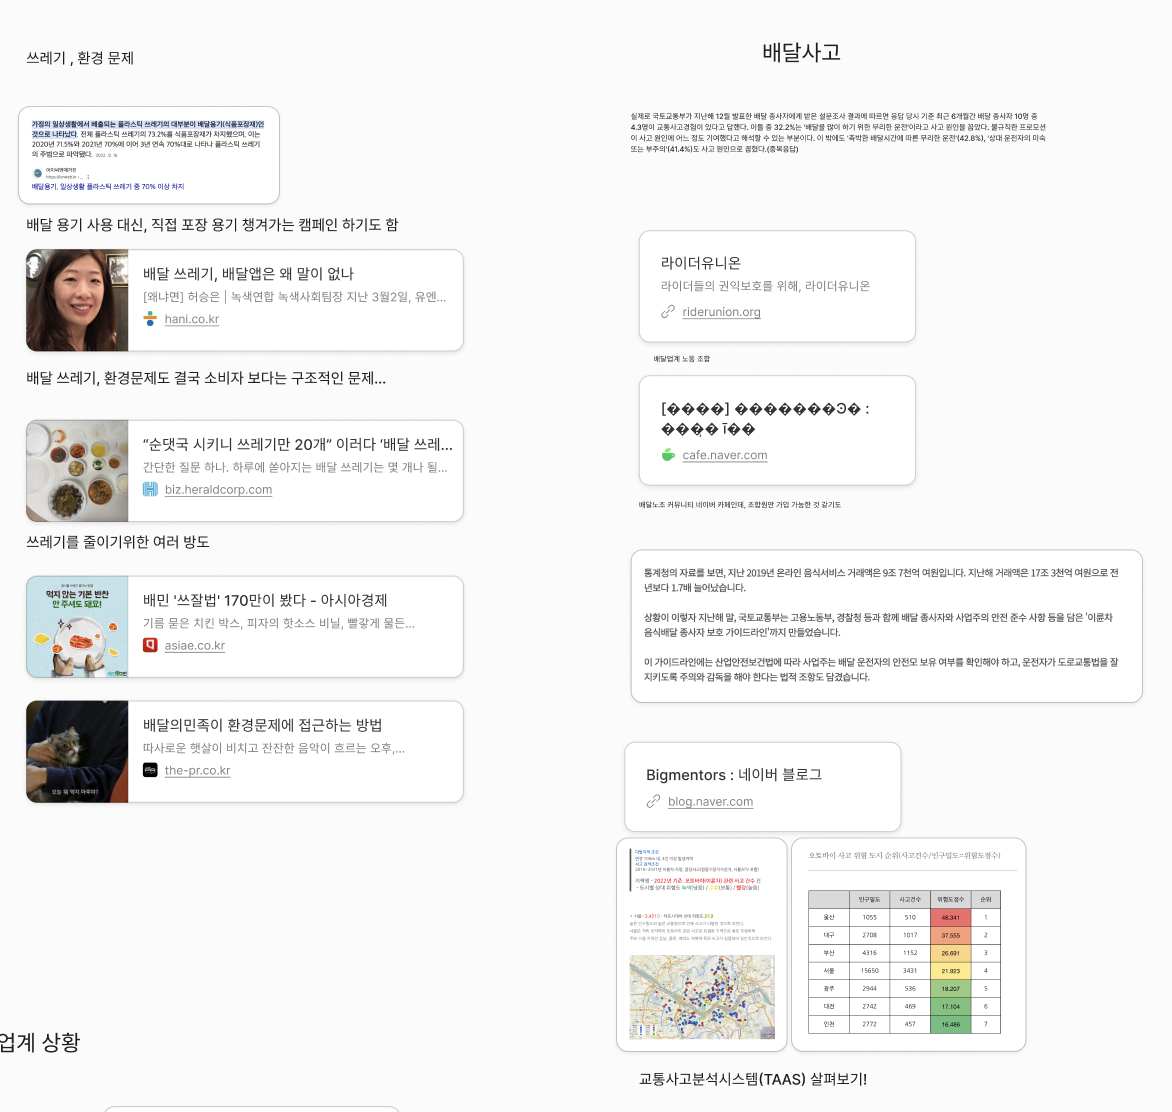 쓰레기 , 환경 문제
가정의 일상생활에서 배출되는 플라스틱 쓰레기의 대부분이 배달용기(식품포장재)인
것으로 나타났다. 전체 플라스틱 쓰레기의 73.2%를 식품포장재가 차지했으며, 이는
2020년 71.5%와 2021년 70%에 이어 3년 연속 70%대로 나타나 플라스틱 쓰레기
의 주범으로 파악됐다. 2022. 12. 16.
배달용기, 일상생활 플라스틱 쓰레기 중 70% 이상 차지
배달 용기 사용 대신, 직접 포장 용기 챙겨가는 캠페인 하기도 함
배달 쓰레기, 배달앱은 왜 말이 없나
[왜냐면] 허승은 | 녹색연합 녹색사회팀장 지난 3월2일, 유엔...
hani.co.kr
배달 쓰레기, 환경문제도 결국 소비자 보다는 구조적인 문제...
“순댓국 시키니 쓰레기만 20개” 이러다 ‘배달 쓰레...
간단한 질문 하나. 하루에 쏟아지는 배달 쓰레기는 몇 개나 될...
biz.heraldcorp.com
쓰레기를 줄이기위한 여러 방도
먹지 않는 기본 반찬
안 주셔도 돼요!
배민 '쓰잘법' 170만이 봤다 - 아시아경제
기름 묻은 치킨 박스, 피자의 핫소스 비닐, 빨갛게 물든...
asiae.co.kr
오늘 뭐 먹지 마루야?
배달의민족이 환경문제에 접근하는 방법
따사로운 햇살이 비치고 잔잔한 음악이 흐르는 오후,...
the-pr.co.kr
업계 상황
배달사고
실제로 국토교통부가 지난해 12월 발표한 배달 종사자에게 받은 설문조사 결과에 따르면 응답 당시 기준 최근 6개월간 배달 종사자 10명 중
4.3명이 교통사고경험이 있다고 답했다. 이들 중 32.2%는 '배달을 많이 하기 위한 무리한 운전'이라고 사고 원인을 꼽았다. 불규칙한 프로모션
이 사고 원인에 어느 정도 기여했다고 해석할 수 있는 부분이다. 이 밖에도 '촉박한 배달시간에 따른 무리한 운전'(42.8%), '상대 운전자의 미숙
또는 부주의'(41.4%)도 사고 원인으로 꼽혔다.(중복응답)
라이더유니온
라이더들의 권익보호를 위해, 라이더유니온
riderunion.org
배달업계 노동 조합
cafe.naver.com
배달노조 커뮤니티 네이버 카페인데, 조합원만 가입 가능한 것 같기도
통계청의 자료를 보면, 지난 2019년 온라인 음식서비스 거래액은 9조 7천억 여원입니다. 지난해 거래액은 17조 3천억 여원으로 전
년보다 1.7배 늘어났습니다.
상황이 이렇자 지난해 말, 국토교통부는 고용노동부, 경찰청 등과 함께 배달 종사자와 사업주의 안전 준수 사항 등을 담은 '이륜차
음식배달 종사자 보호 가이드라인'까지 만들었습니다.
이 가이드라인에는 산업안전보건법에 따라 사업주는 배달 운전자의 안전모 보유 여부를 확인해야 하고, 운전자가 도로교통법을 잘
지키도록 주의와 감독을 해야 한다는 법적 조항도 담겼습니다.
Bigmentors : 네이버 블로그
blog.naver.com
지역명 - 2022년 기준, 오토바이(이륜차) 관련 사고 건수 건
오토바이 사고 위험 도시 순위(사고건수/인구밀도=위험도점수)
인구밀도 사고건수 위험도점수 순위
울산 1055 510 48.341 1
대구 2708 1017 37.555 2
부산 4316 1152 26.691 3
서울 15650 3431 21.923 4
광주 2944 536 18.207 5
대전 2742 469 17.104 6
인천 2772 457 16.486 7
교통사고분석시스템(TAAS) 살펴보기!